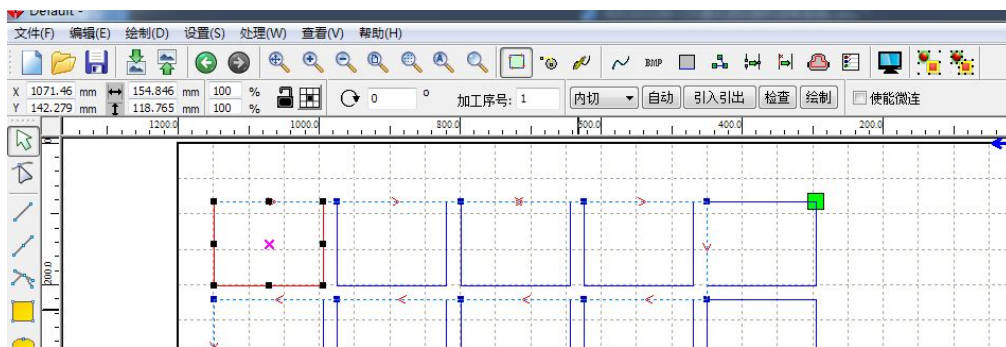 Default -
文件(F) 编辑(E) 绘制(D) 设置(S) 处理(W) 查看(V) 帮助(H)
BMP
X 1071.46 mm 154.846 mm 100 % 0 ° 加工序号: 1 内切 自动 引入引出 检查 绘制 使能微连
Y 142.279 mm 118.765 mm 100 %
1200.0 1000.0 800.0 600.0 400.0 200.0
0
200.0